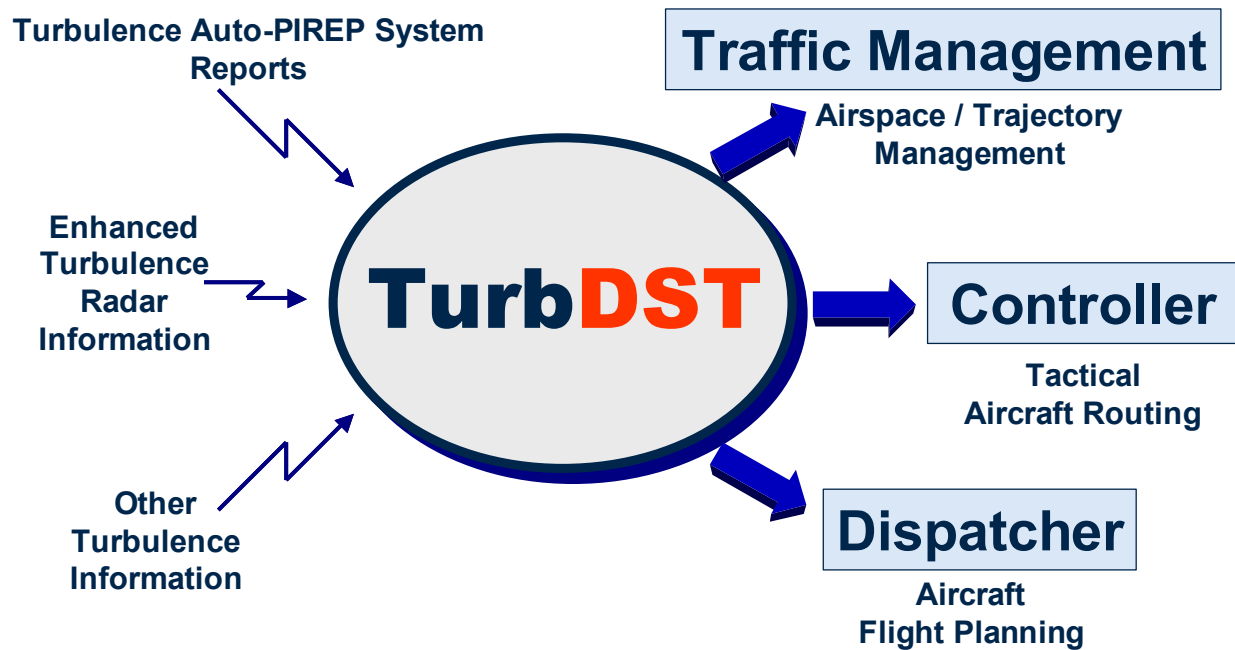 Turbulence Auto-PIREP System
Reports
Enhanced
Turbulence
Radar
Information
Other
Turbulence
Information
TurbDST
Traffic Management
Airspace / Trajectory
Management
Controller
Tactical
Aircraft Routing
Dispatcher
Aircraft
Flight Planning